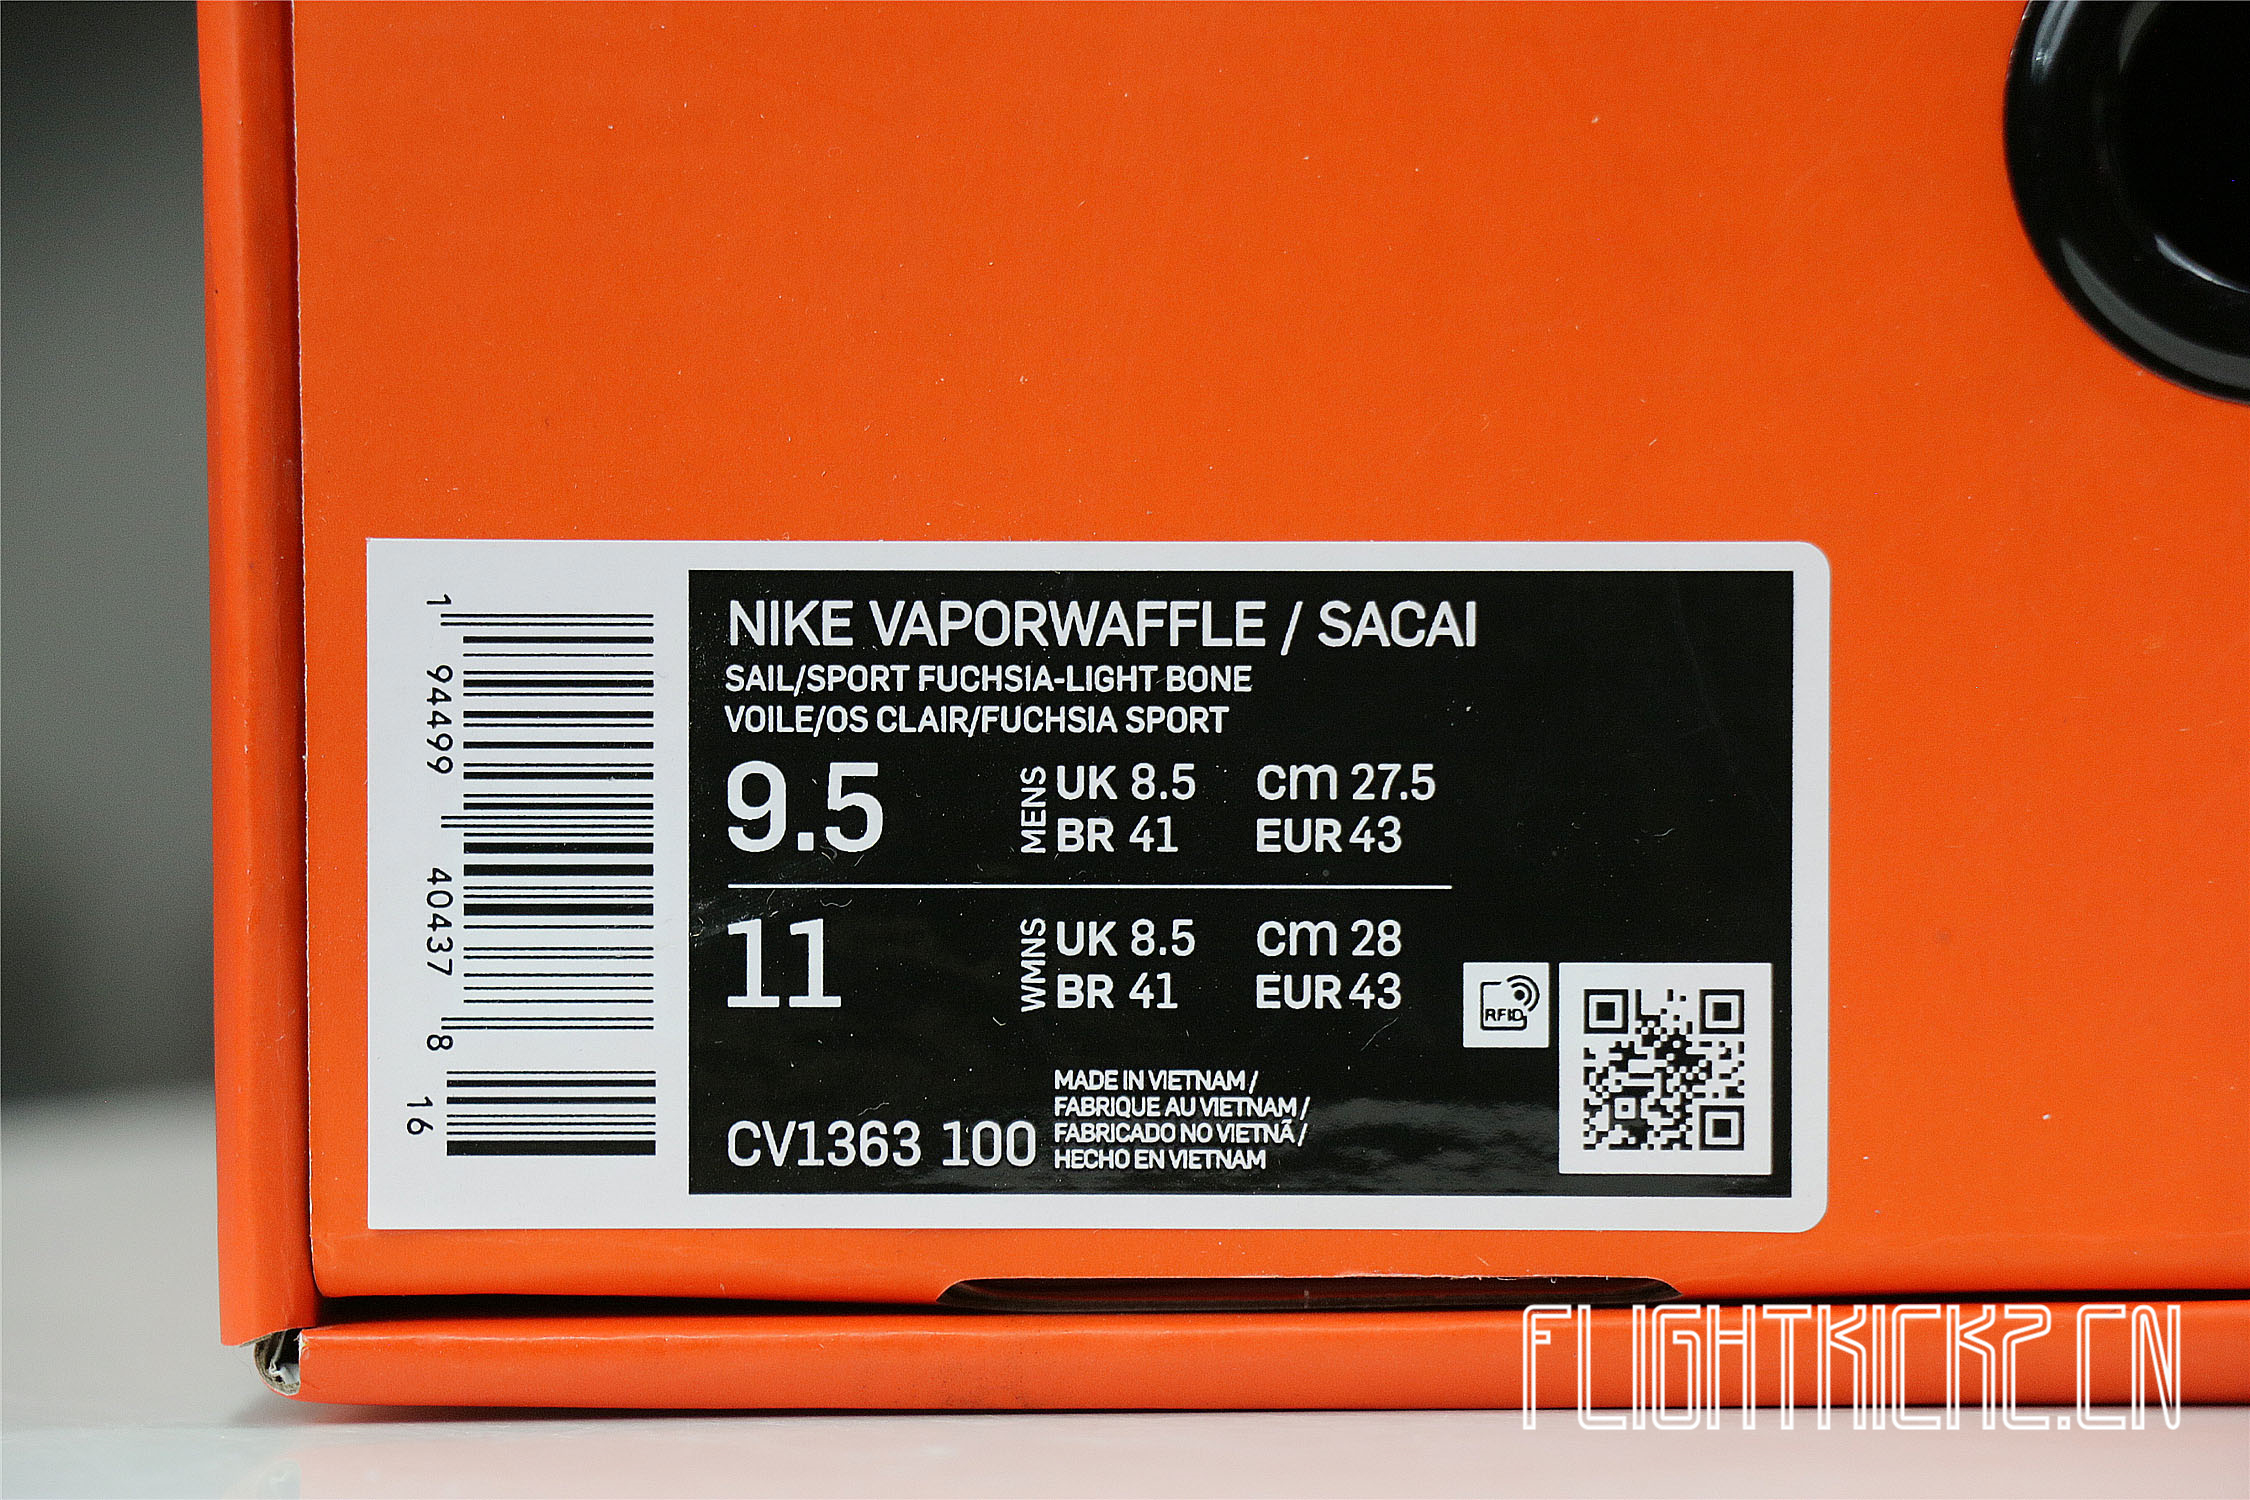 1 94499 40437 8 16
NIKE VAPORWAFFLE / SACAI
SAIL/SPORT FUCHSIA-LIGHT BONE
VOILE/OS CLAIR/FUCHSIA SPORT
9.5 MENS UK 8.5 cm 27.5
BR 41 EUR 43
11 WMNS UK 8.5 cm 28
BR 41 EUR 43
RFID
CV1363 100
MADE IN VIETNAM /
FABRIQUE AU VIETNAM /
FABRICADO NO VIETNÃ /
HECHO EN VIETNAM
FLIGHTKICKZ.CN